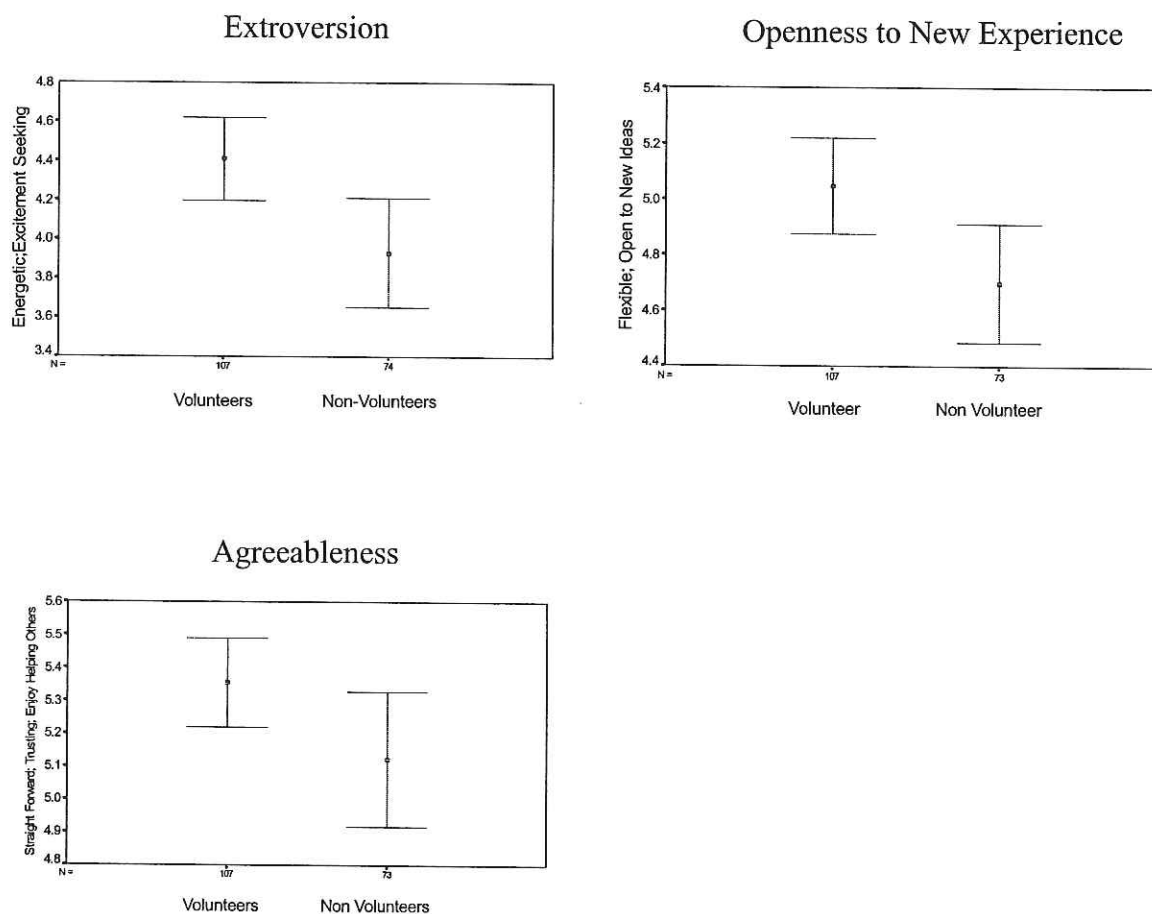 Extroversion
Energetic;Excitement Seeking
4.8
4.6
4.4
4.2
4.0
3.8
3.6
3.4
N =
107
74
Volunteers
Non-Volunteers
Openness to New Experience
Flexible; Open to New Ideas
5.4
5.2
5.0
4.8
4.6
4.4
N =
107
73
Volunteer
Non Volunteer
Agreeableness
Straight Forward; Trusting; Enjoy Helping Others
5.6
5.5
5.4
5.3
5.2
5.1
5.0
4.9
4.8
N =
107
73
Volunteers
Non Volunteers